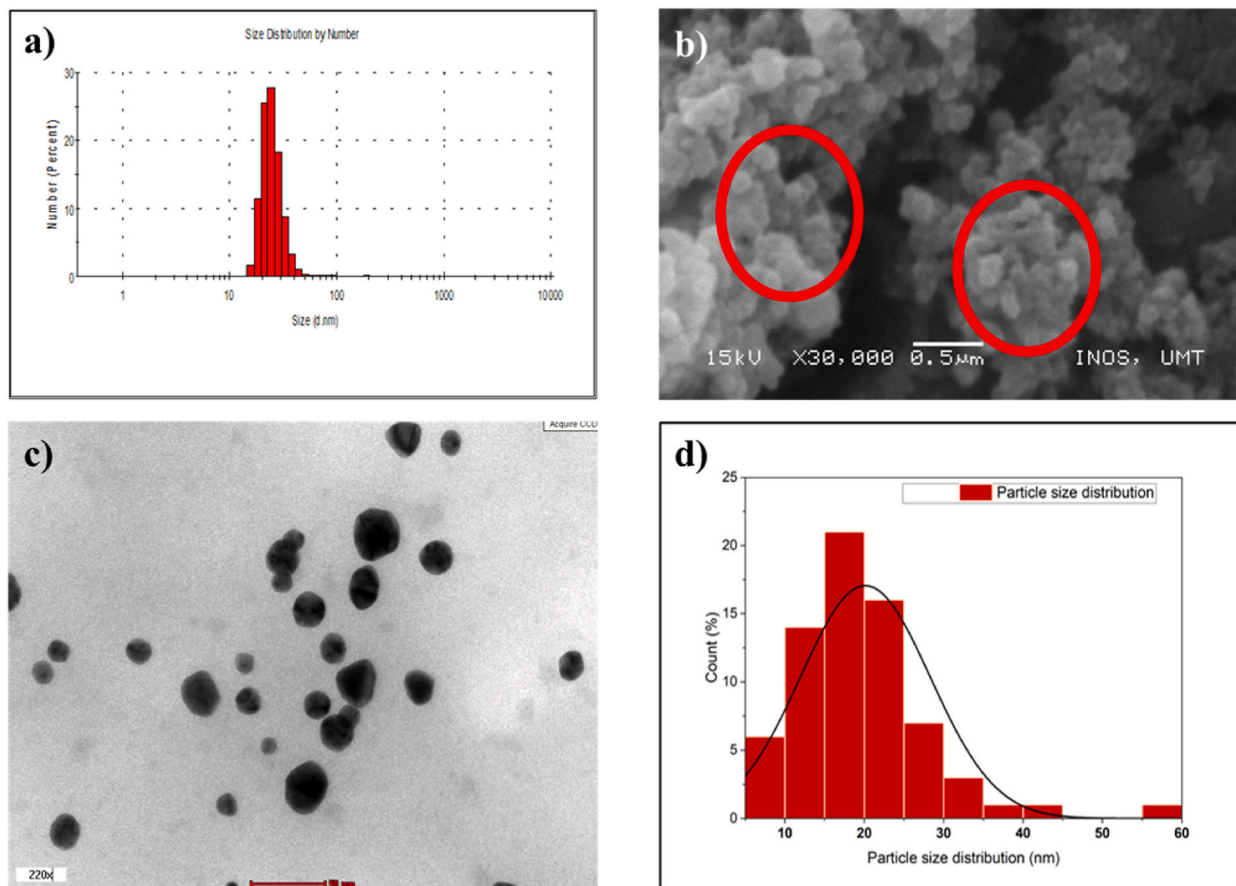 a)
Size Distribution by Number
30
20
10
0
Number (Percent)
1 10 100 1000 10000
Size (d.nm)
b)
15kV X30,000 0.5μm INOS, UMT
c)
Acquire CCD
220x
d)
25
20
15
10
5
0
Count (%)
Particle size distribution
10 20 30 40 50 60
Particle size distribution (nm)